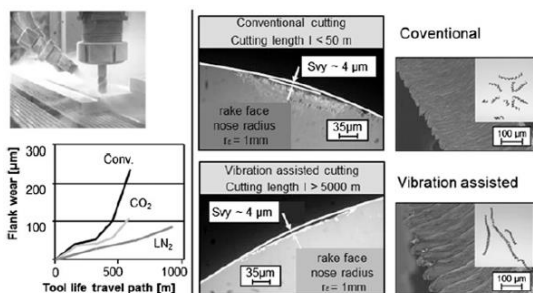 Flank wear [µm]
300
200
100
Conv.
CO₂
LN₂
0
500
1000
Tool life travel path [m]
Conventional cutting
Cutting length l < 50 m
Svy ~ 4 µm
rake face
nose radius
rε = 1mm
35µm
Vibration assisted cutting
Cutting length l > 5000 m
Svy ~ 4 µm
35µm
rake face
nose radius
rε = 1mm
Coventional
100 µm
Vibration assisted
100 µm